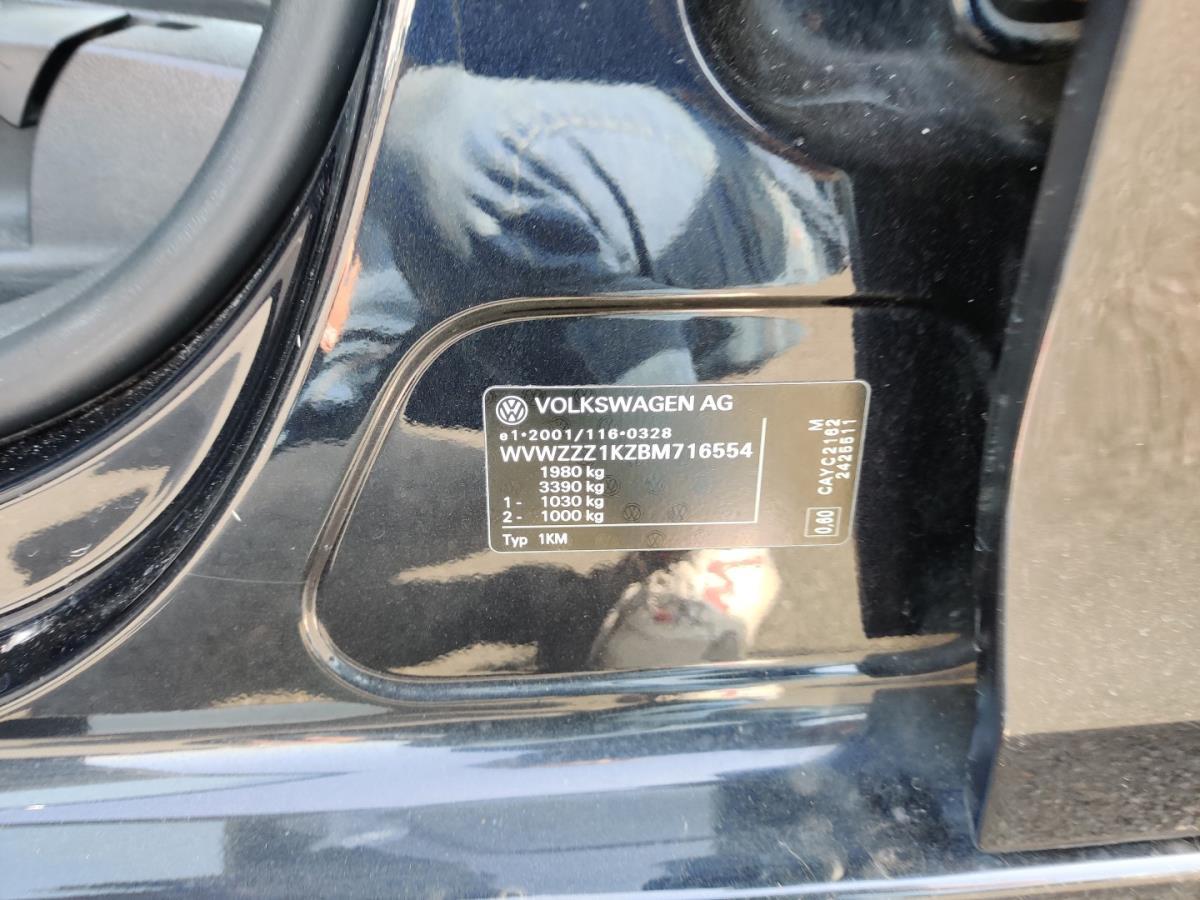 VOLKSWAGEN AG
e1*2001/116*0328
WVWZZZ1KZBM716554
1980 kg
3390 kg
1- 1030 kg
2- 1000 kg
Typ 1KM
M
CAYC2162
2425511
0,60